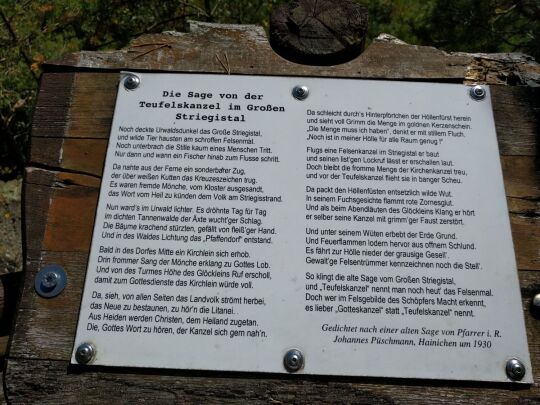 Die Sage von der
Teufelskanzel im Großen
Striegistal
Noch deckte Urwaldsdunkel das Große Striegistal,
und wilde Tier hausten am schroffen Felsenmal.
Noch unterbrach die Stille kaum eines Menschen Tritt.
Nur dann und wann ein Fischer hinab zum Flusse schritt.
Da nahte aus der Ferne ein sonderbafer Zug,
der über weißen Kutten das Kreuzeszeichen trug.
Es waren fremde Mönche, vom Kloster ausgesandt,
das Wort vom Heil zu künden dem Volk am Striegisstrand.
Nun ward's im Urwald lichter. Es dröhnte Tag für Tag
im dichten Tannenwalde der Äxte wucht'ger Schlag.
Die Bäume krachend stürzten, gefällt von fleiß'ger Hand.
Und in des Waldes Lichtung das „Pfaffendorf" entstand.
Bald in des Dorfes Mitte ein Kirchlein sich erhob.
Drin frommer Sang der Mönche erklang zu Gottes Lob.
Und von des Turmes Höhe des Glöckleins Ruf erscholl,
damit zum Gottesdienste das Kirchlein würde voll.
Da, sieh, von allen Seiten das Landvolk strömt herbei,
das Neue zu bestaunen, zu hör'n die Litanei.
Aus Heiden werden Christen, dem Heiland zugetan.
Die, Gottes Wort zu hören, der Kanzel sich gern nah'n.
Da schleicht durch's Hinterpförtchen der Höllenfürst herein
und sieht voll Grimm die Menge im goldnen Kerzenschein.
„Die Menge muss ich haben", denkt er mit stillem Fluch,
„Noch ist in meiner Hölle für alle Raum genug !"
Flugs eine Felsenkanzel im Striegistal er baut
und seinen list'gen Lockruf lässt er erschallen laut.
Doch bleibt die fromme Menge der Kirchenkanzel treu,
und vor der Teufelskanzel flieht sie in banger Scheu.
Da packt den Höllenfüsten entsetzlich wilde Wut.
In seinem Fuchsgesichte flammt rote Zornesglut.
Und als beim Abendläuten des Glöckleins Klang er hört
er selber seine Kanzel mit grimm'ger Faust zerstört.
Und unter seinem Wüten erbebt der Erde Grund.
Und Feuerflammen lodern hervor aus offnem Schlund.
Es fährt zur Hölle nieder der grausige Gesell'.
Gewalt'ge Felsentrümmer kennzeichnen noch die Stell'.
So klingt die alte Sage vom Großen Striegistal,
und „Teufelskanzel" nennt man noch heut' das Felsenmal.
Doch wer im Felsgebilde des Schöpfers Macht erkennt,
es lieber „Gotteskanzel" statt „Teufelskanzel" nennt.
Gedichtet nach einer alten Sage von Pfarrer i. R.
Johannes Püschmann, Hainichen um 1930